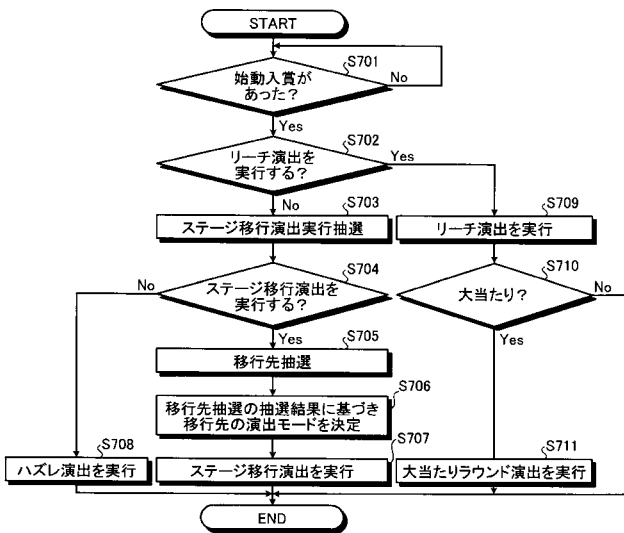 START
S701
始動入賞が
あった?
No
Yes
S702
リーチ演出を
実行する?
Yes
No
S703
ステージ移行演出実行抽選
S709
リーチ演出を実行
S704
ステージ移行演出を
実行する?
No
Yes
S710
大当たり?
No
Yes
S705
移行先抽選
S706
移行先抽選の抽選結果に基づき
移行先の演出モードを決定
S708
ハズレ演出を実行
S707
ステージ移行演出を実行
S711
大当たりラウンド演出を実行
END